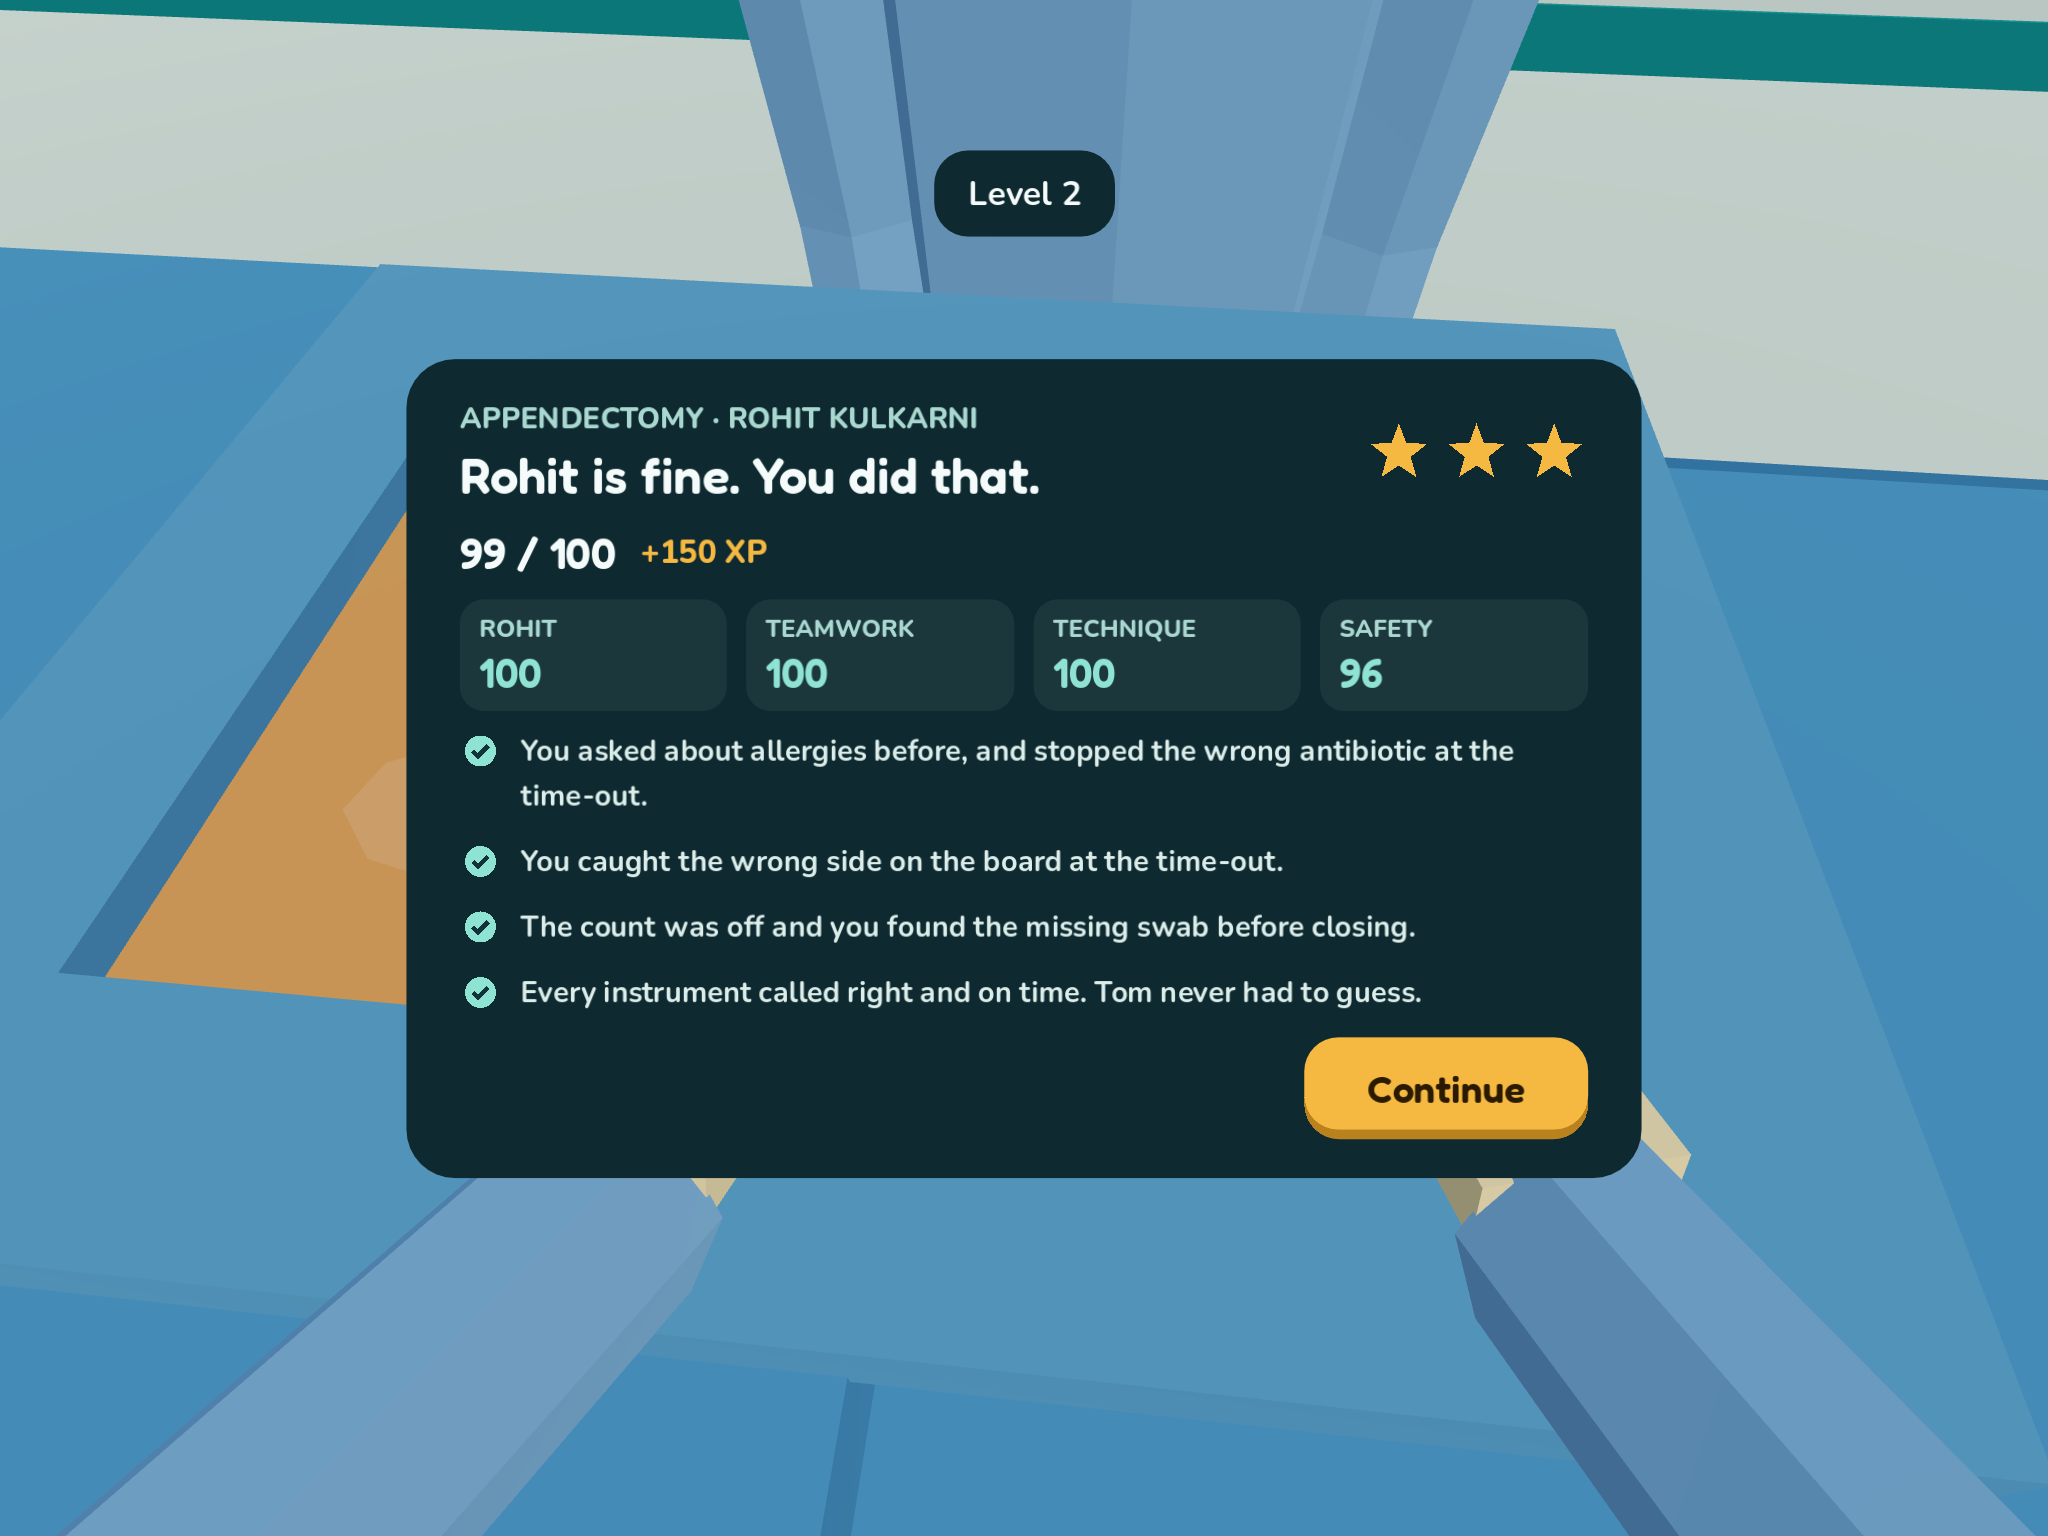 Level 2
APPENDECTOMY · ROHIT KULKARNI
Rohit is fine. You did that.
99 / 100 +150 XP
ROHIT TEAMWORK TECHNIQUE SAFETY
100 100 100 96
You asked about allergies before, and stopped the wrong antibiotic at the
time-out.
You caught the wrong side on the board at the time-out.
The count was off and you found the missing swab before closing.
Every instrument called right and on time. Tom never had to guess.
Continue